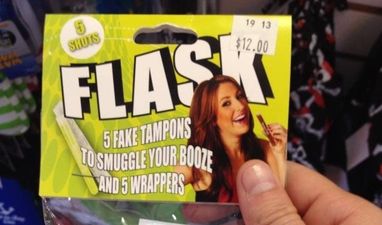 5
SHOTS
19 13
$12.00
FLASK
5 FAKE TAMPONS
TO SMUGGLE YOUR BOOZE
AND 5 WRAPPERS